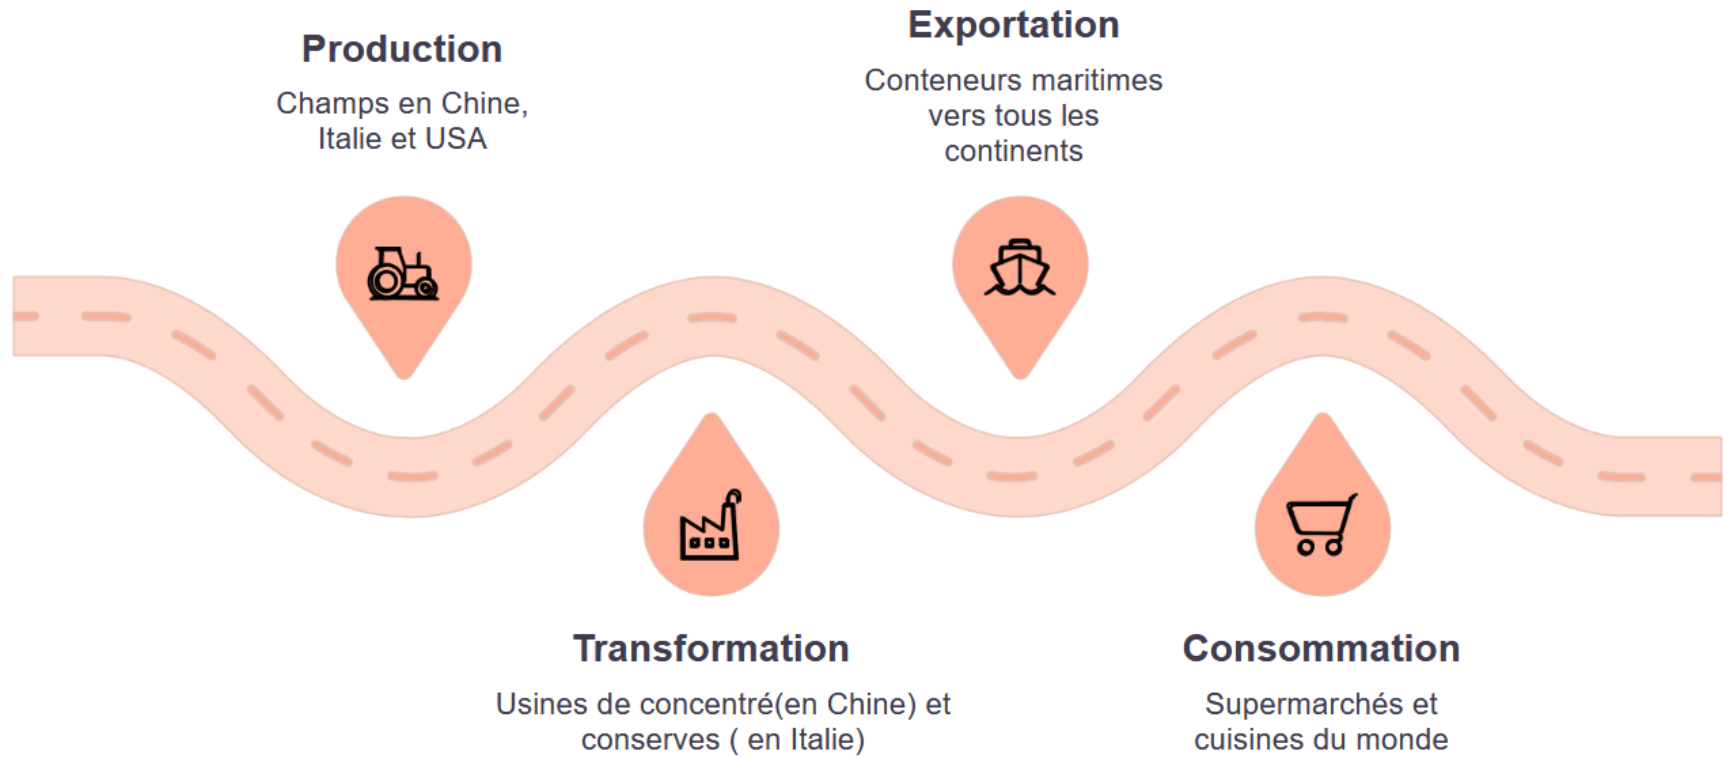 Production
Champs en Chine,
Italie et USA
Transformation
Usines de concentré(en Chine) et
conserves ( en Italie)
Exportation
Conteneurs maritimes
vers tous les
continents
Consommation
Supermarchés et
cuisines du monde